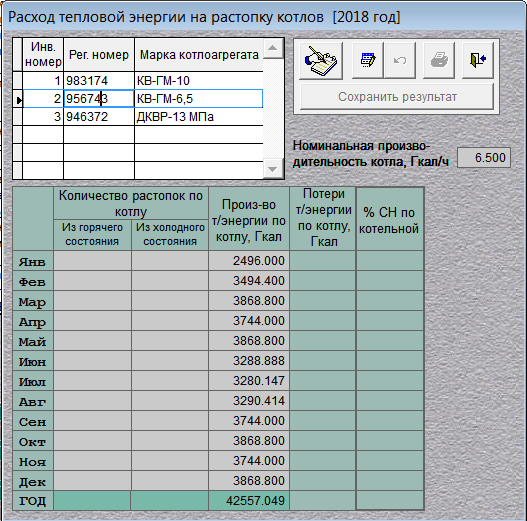 Расход тепловой энергии на растопку котлов [2018 год]
Инв. номер Рег. номер Марка котлоагрегата
1 983174 КВ-ГМ-10
2 956743 КВ-ГМ-6,5
3 946372 ДКВР-13 МПа
Сохранить результат
Номинальная произво-
дительность котла, Гкал/ч 6.500
Количество растопок по котлу
Из горячего состояния
Из холодного состояния
Произ-во т/энергии по котлу, Гкал
Потери т/энергии по котлу, Гкал
% СН по котельной
Янв 2496.000
Фев 3494.400
Мар 3868.800
Апр 3744.000
Май 3868.800
Июн 3288.888
Июл 3280.147
Авг 3290.414
Сен 3744.000
Окт 3868.800
Ноя 3744.000
Дек 3868.800
ГОД 42557.049